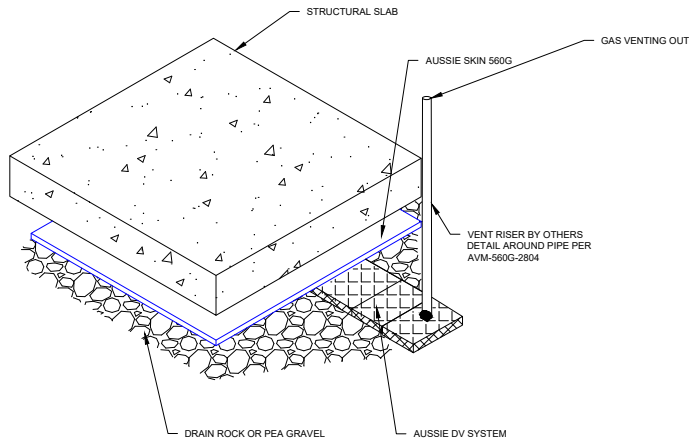 STRUCTURAL SLAB
GAS VENTING OUT
AUSSIE SKIN 560G
VENT RISER BY OTHERS
DETAIL AROUND PIPE PER
AVM-560G-2804
DRAIN ROCK OR PEA GRAVEL
AUSSIE DV SYSTEM